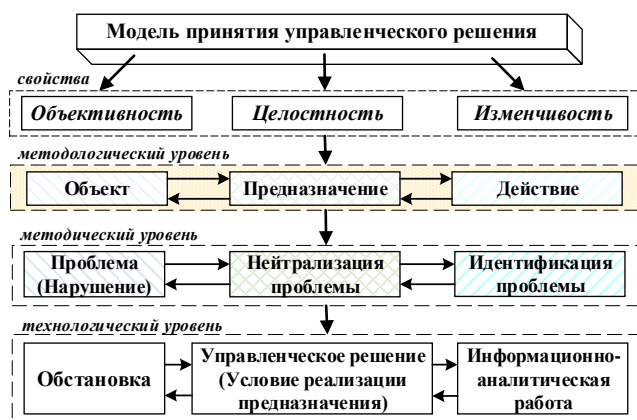 Модель принятия управленческого решения
свойства
Объективность Целостность Изменчивость
методологический уровень
Объект Предназначение Действие
методический уровень
Проблема Нейтрализация Идентификация
(Нарушение) проблемы проблемы
технологический уровень
Обстановка
Управленческое решение
(Условие реализации
предназначения)
Информационно-
аналитическая
работа